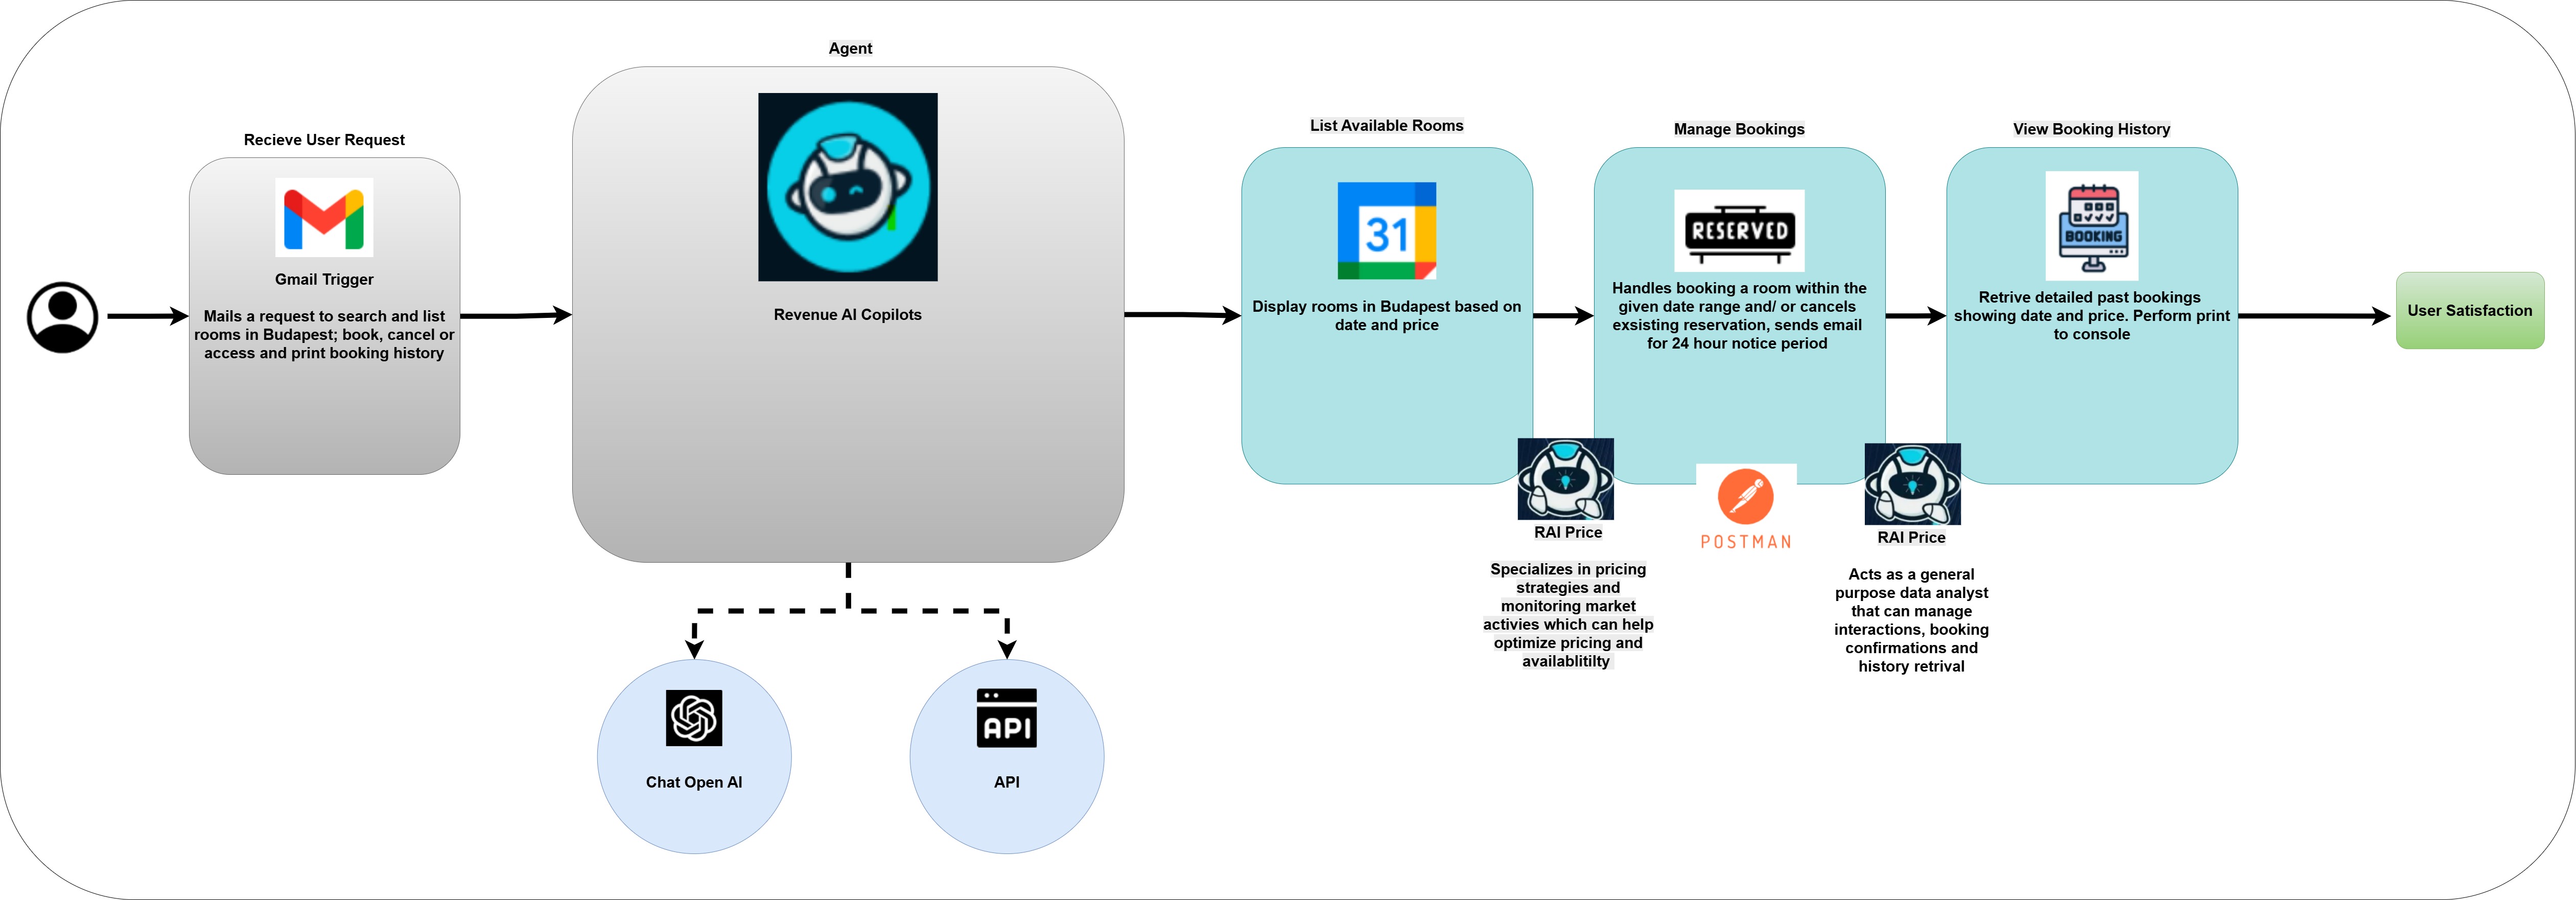 Agent
Recieve User Request
Gmail Trigger
Mails a request to search and list
rooms in Budapest; book, cancel or
access and print booking history
Revenue AI Copilots
Chat Open AI
API
API
List Available Rooms
31
Display rooms in Budapest based on
date and price
Manage Bookings
RESERVED
Handles booking a room within the
given date range and/ or cancels
exsisting reservation, sends email
for 24 hour notice period
View Booking History
BOOKING
Retrive detailed past bookings
showing date and price. Perform print
to console
RAI Price
Specializes in pricing
strategies and
monitoring market
activies which can help
optimize pricing and
availablitilty
POSTMAN
RAI Price
Acts as a general
purpose data analyst
that can manage
interactions, booking
confirmations and
history retrival
User Satisfaction